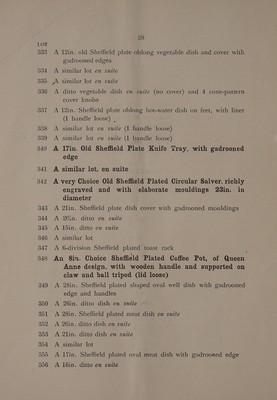 28
LOT
333 A 12in. old Sheffield plate oblong vegetable dish and cover with
gadrooned edges
334 A similar lot en suite
335 A similar lot en suite
336 A ditto vegetable dish en suite (no cover) and 4 cone-pattern
cover knobs
337 A 12in. Sheffield plate oblong hot-water dish on feet, with liner
(1 handle loose)
338 A similar lot en suite (1 handle loose)
339 A similar lot en suite (1 handle loose)
340 A 17in. Old Sheffield Plate Knife Tray, with gadrooned
edge
341 A similar lot, en suite
342 A very Choice Old Sheffield Plated Circular Salver, richly
engraved and with elaborate mouldings 23in. in
diameter
343 A 21in. Sheffield plate dish cover with gadrooned mouldings
344 A ditto en suite
345 A 15in. ditto en suite
346 A similar lot
347 A 6-division Sheffield plated toast rack
348 An 8in. Choice Sheffield Plated Coffee Pot, of Queen
Anne design, with wooden handle and supported on
claw and ball tripod (lid loose)
349 A 28in. Sheffield plated shaped oval well dish with gadrooned
edge and handles
350 A 26in. ditto dish en suite
351 A 28in. Sheffield plated meat dish en suite
352 A 26in. ditto dish en suite
353 A 21in. ditto dish en suite
354 A similar lot
355 A 17in. Sheffield plated oval meat dish with gadrooned edge
356 A 16in. ditto en suite